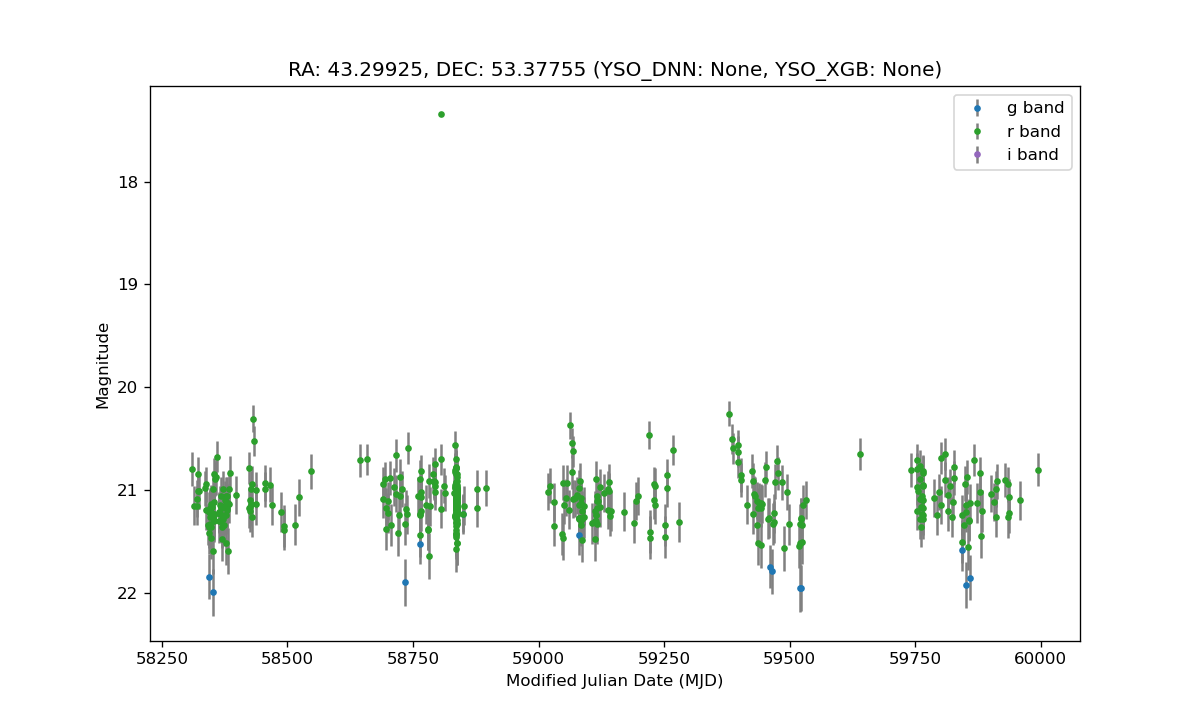 RA: 43.29925, DEC: 53.37755 (YSO_DNN: None, YSO_XGB: None)
g band
r band
i band
18
19
20
21
22
Magnitude
58250 58500 58750 59000 59250 59500 59750 60000
Modified Julian Date (MJD)